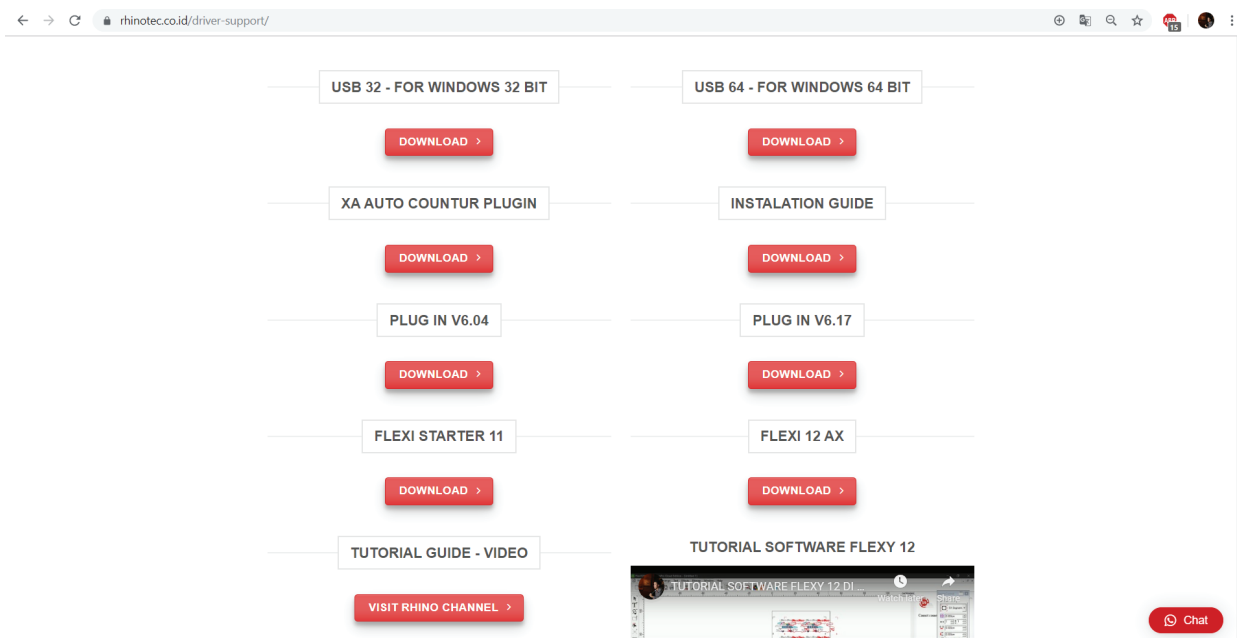 rhinotec.co.id/driver-support/
15
USB 32 - FOR WINDOWS 32 BIT
USB 64 - FOR WINDOWS 64 BIT
DOWNLOAD
DOWNLOAD
XA AUTO COUNTUR PLUGIN
INSTALATION GUIDE
DOWNLOAD
DOWNLOAD
PLUG IN V6.04
PLUG IN V6.17
DOWNLOAD
DOWNLOAD
FLEXI STARTER 11
FLEXI 12 AX
DOWNLOAD
DOWNLOAD
TUTORIAL GUIDE - VIDEO
TUTORIAL SOFTWARE FLEXY 12
TUTORIAL SOFTWARE FLEXY 12 DI ...
Watch later
Share
VISIT RHINO CHANNEL
Chat